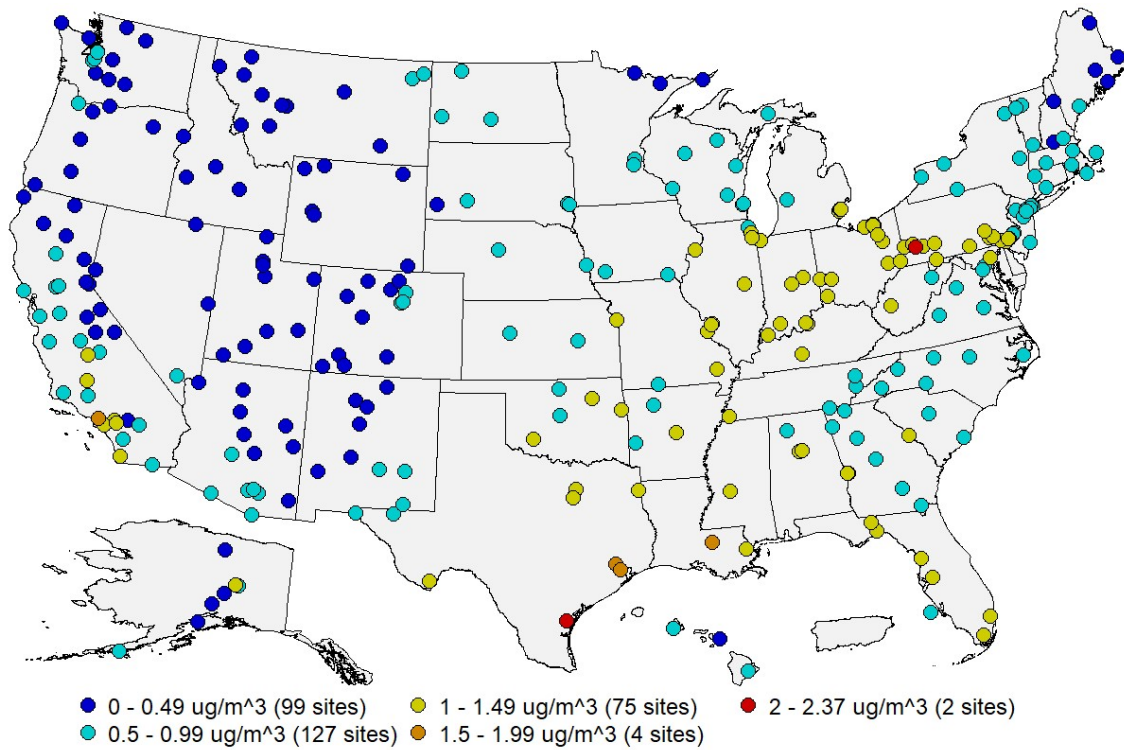 0 - 0.49 ug/m^3 (99 sites) 1 - 1.49 ug/m^3 (75 sites) 2 - 2.37 ug/m^3 (2 sites)
0.5 - 0.99 ug/m^3 (127 sites) 1.5 - 1.99 ug/m^3 (4 sites)